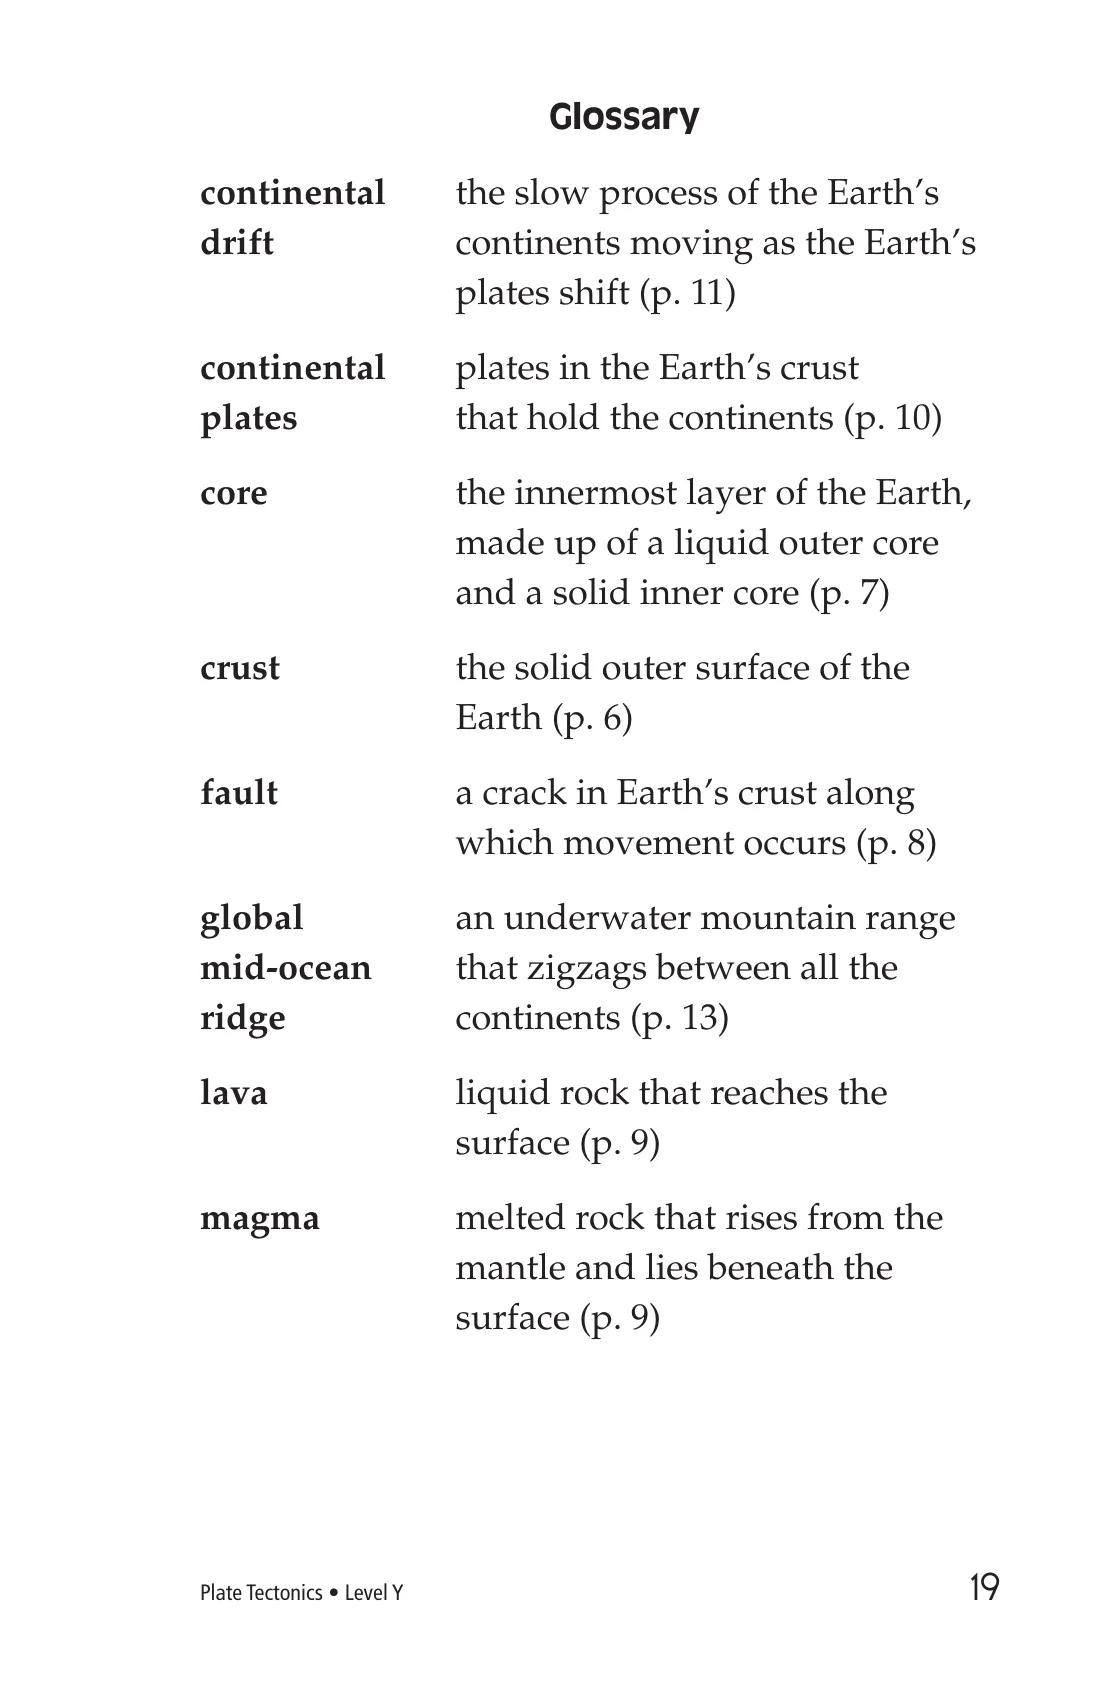 Glossary
continental drift the slow process of the Earth’s
continents moving as the Earth’s
plates shift (p. 11)
continental plates plates in the Earth’s crust
that hold the continents (p. 10)
core the innermost layer of the Earth,
made up of a liquid outer core
and a solid inner core (p. 7)
crust the solid outer surface of the
Earth (p. 6)
fault a crack in Earth’s crust along
which movement occurs (p. 8)
global mid-ocean ridge an underwater mountain range
that zigzags between all the
continents (p. 13)
lava liquid rock that reaches the
surface (p. 9)
magma melted rock that rises from the
mantle and lies beneath the
surface (p. 9)
Plate Tectonics • Level Y 19